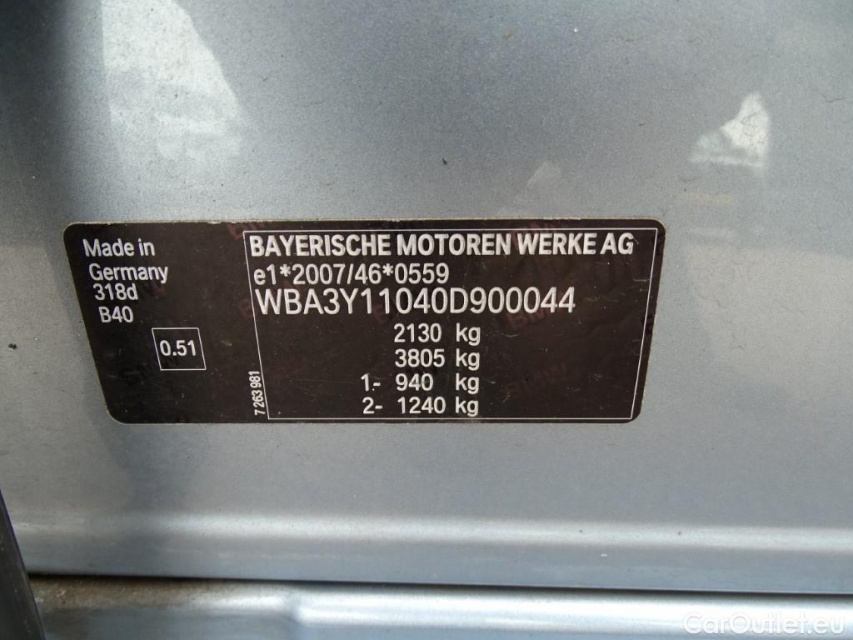 Made in
Germany
318d
B40
0.51
7 263 981
BAYERISCHE MOTOREN WERKE AG
e1*2007/46*0559
WBA3Y11040D900044
2130 kg
3805 kg
1- 940 kg
2- 1240 kg
CarOutlet.eu